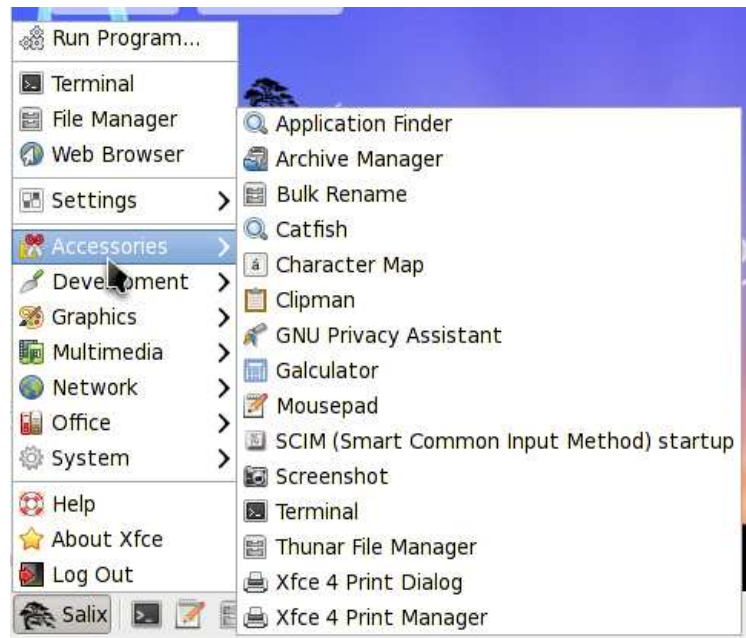 Run Program...
Terminal
File Manager
Web Browser
Settings
Accessories
Development
Graphics
Multimedia
Network
Office
System
Help
About Xfce
Log Out
Salix
Application Finder
Archive Manager
Bulk Rename
Catfish
á
Character Map
Clipman
GNU Privacy Assistant
Galculator
Mousepad
SCIM (Smart Common Input Method) startup
Screenshot
Terminal
Thunar File Manager
Xfce 4 Print Dialog
Xfce 4 Print Manager